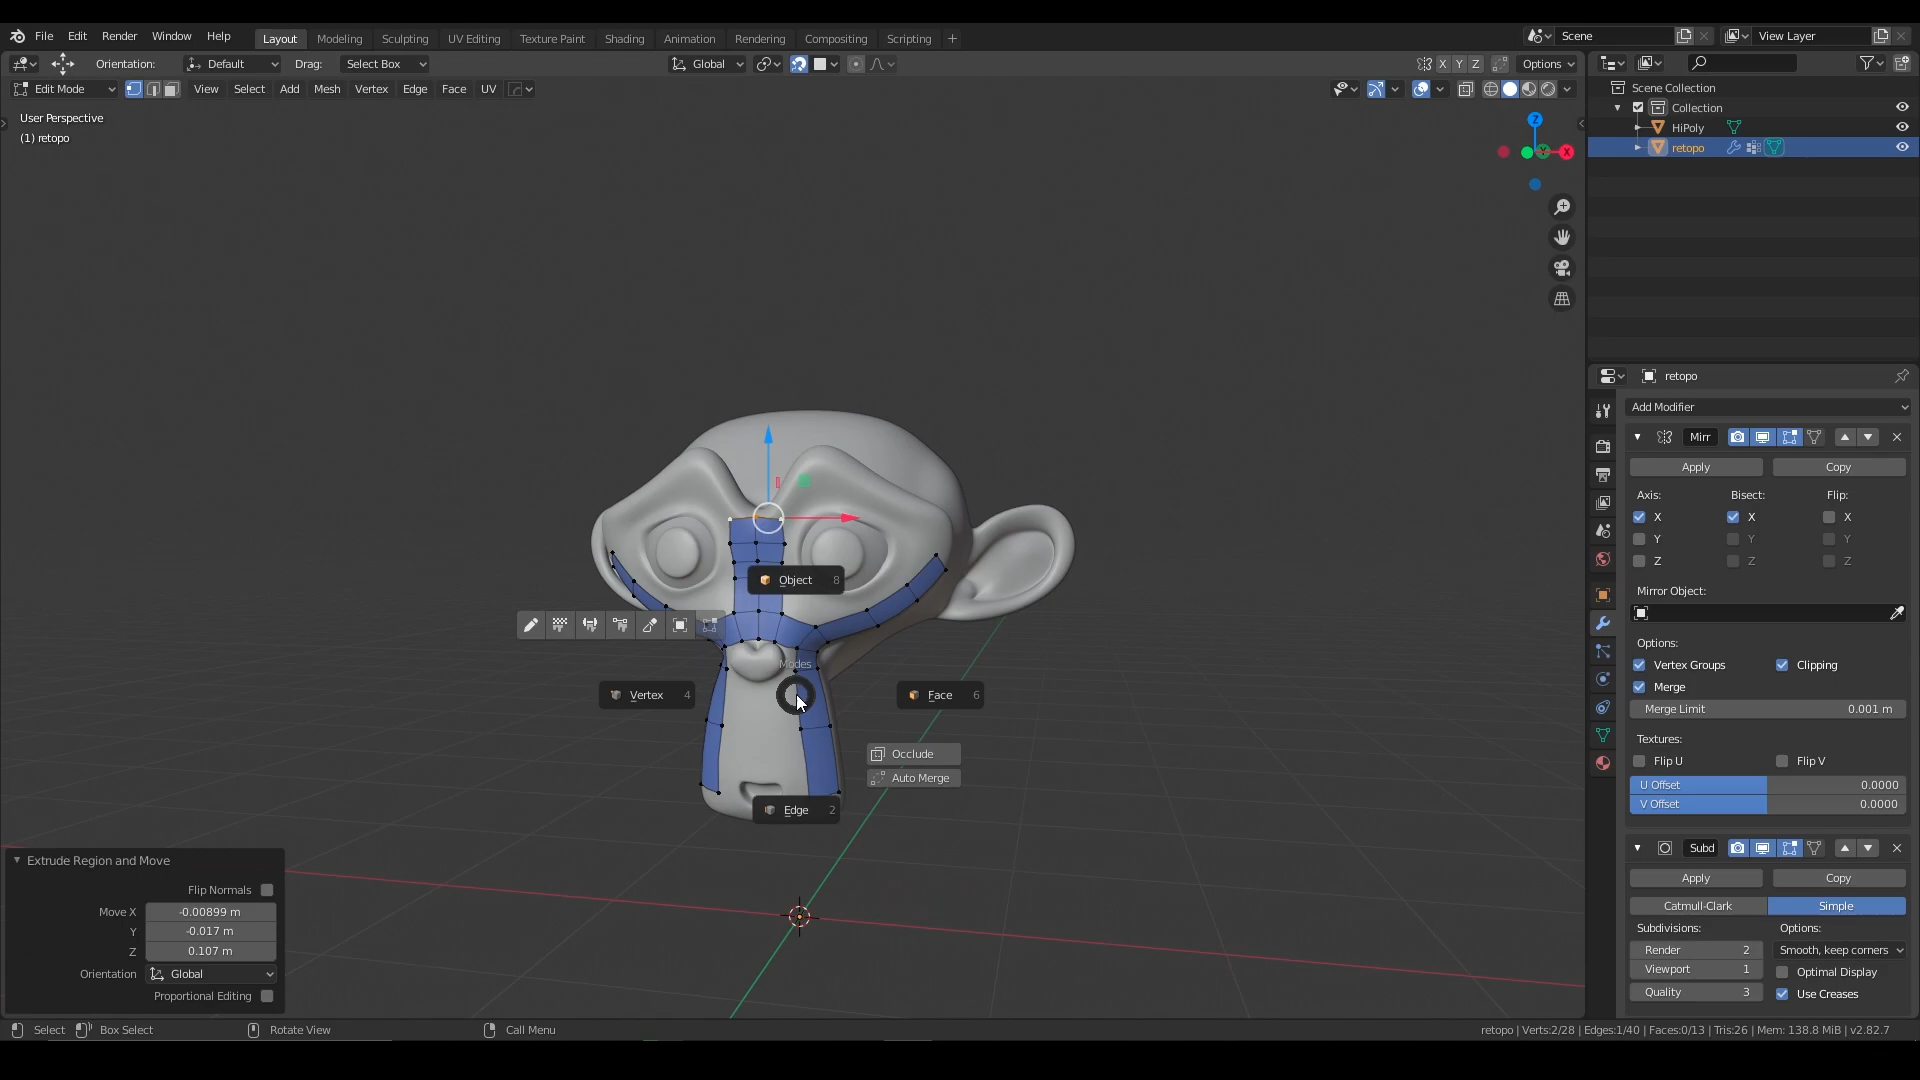 File Edit Render Window Help Layout Modeling Sculpting UV Editing Texture Paint Shading Animation Rendering Compositing Scripting + Scene View Layer
Orientation: Default Drag: Select Box Global X Y Z Options
Edit Mode View Select Add Mesh Vertex Edge Face UV
User Perspective
(1) retopo
Z
X
Scene Collection
Collection
HiPoly
retopo
retopo
Add Modifier
Mirr
Apply Copy
Axis: Bisect: Flip:
X X X
Y Y Y
Z Z Z
Mirror Object:
Options:
Vertex Groups Clipping
Merge
Merge Limit 0.001 m
Textures:
Flip U Flip V
U Offset 0.0000
V Offset 0.0000
Subd
Apply Copy
Catmull-Clark Simple
Subdivisions: Options:
Render 2 Smooth, keep corners
Viewport 1 Optimal Display
Quality 3 Use Creases
Object 8
Modes
Vertex 4
Face 6
Occlude
Auto Merge
Edge 2
Extrude Region and Move
Flip Normals
Move X -0.00899 m
Y -0.017 m
Z 0.107 m
Orientation Global
Proportional Editing
Select Box Select Rotate View Call Menu retopo | Verts:2/28 | Edges:1/40 | Faces:0/13 | Tris:26 | Mem: 138.8 MiB | v2.82.7